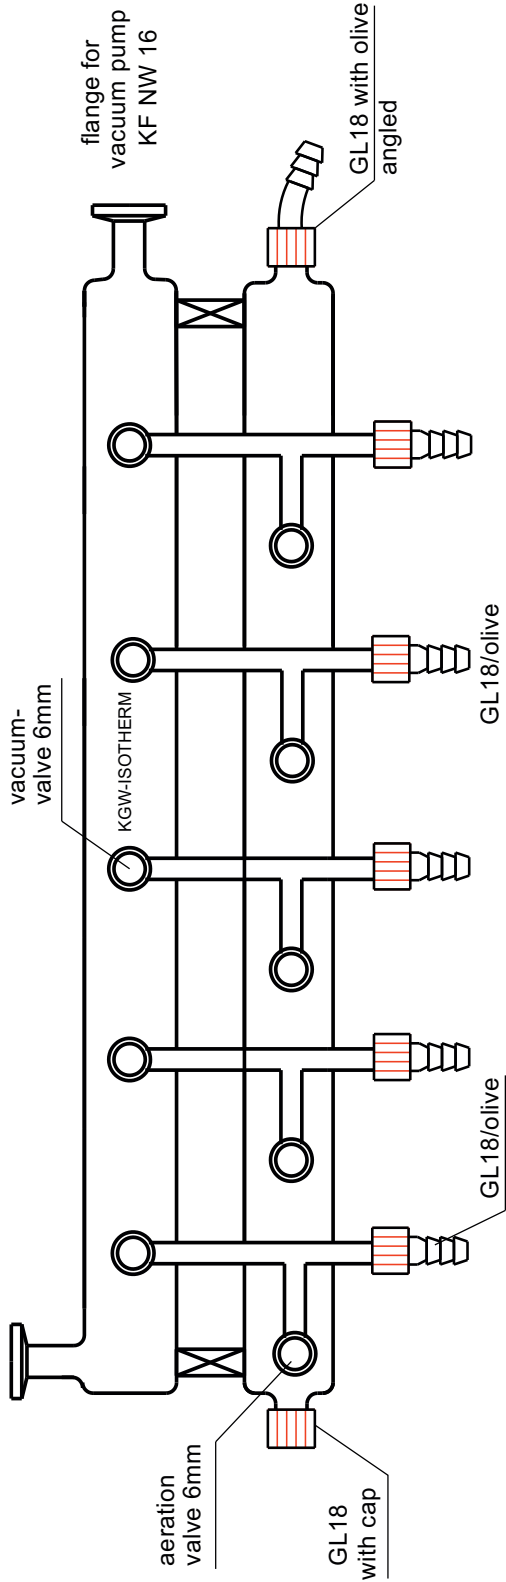 flange for
vacuum pump
KF NW 16
GL18 with olive
angled
vacuum-
valve 6mm
KGW-ISOTHERM
GL18/olive
GL18/olive
aeration
valve 6mm
GL18
with cap